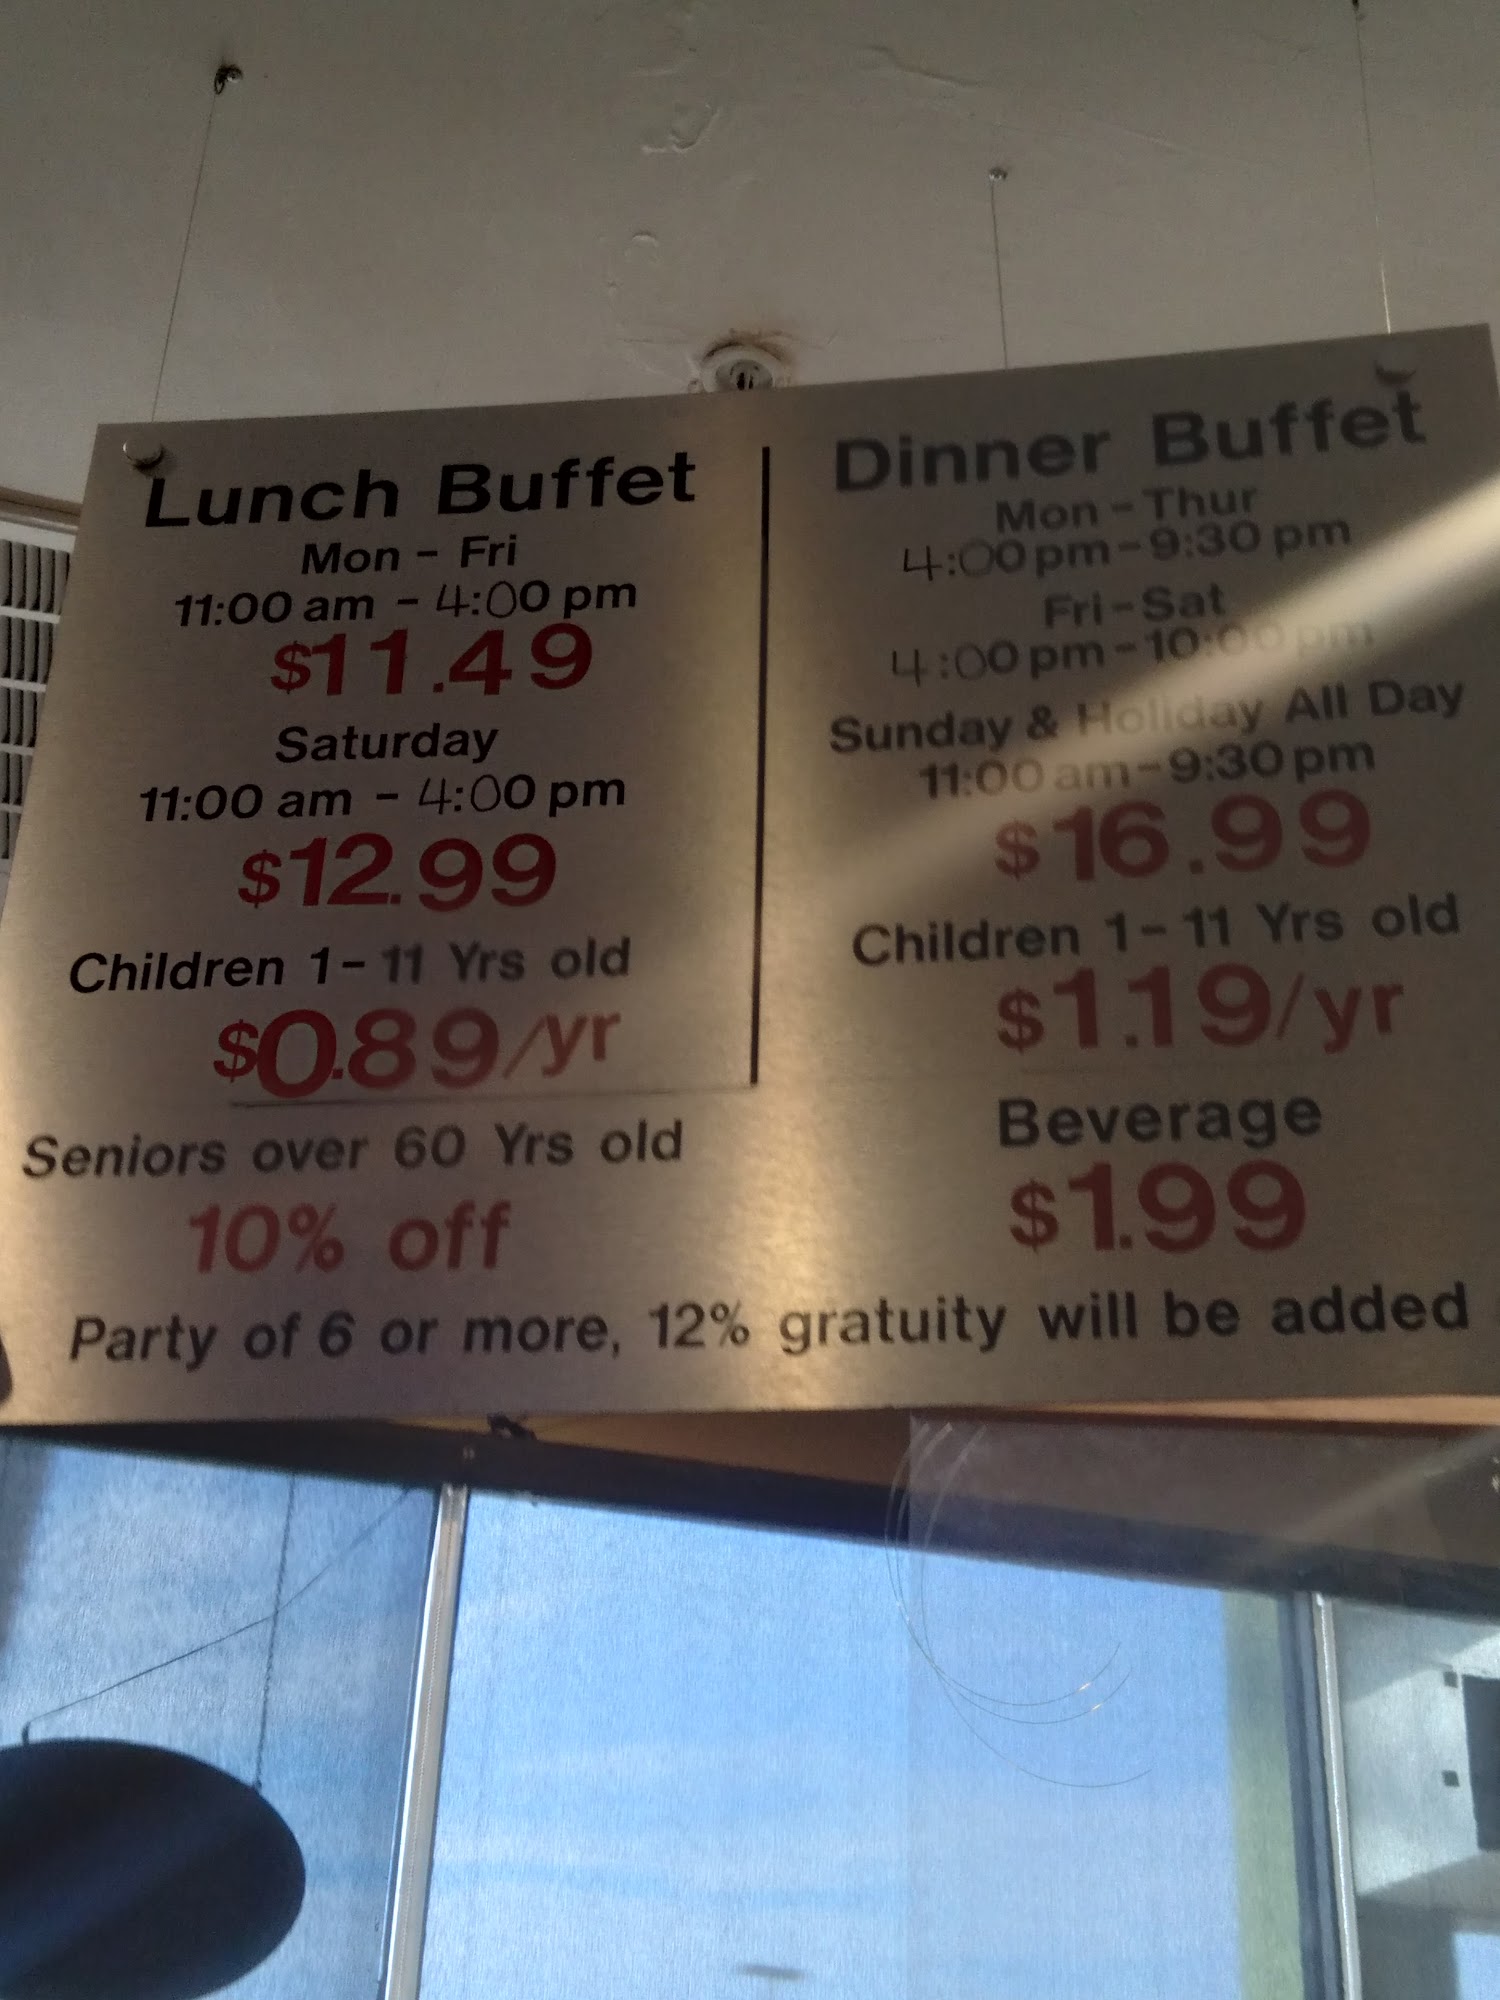 Lunch Buffet
Mon - Fri
11:00 am - 4:00 pm
$11.49
Saturday
11:00 am - 4:00 pm
$12.99
Children 1-11 Yrs old
$0.89/yr
Seniors over 60 Yrs old
10% off
Dinner Buffet
Mon-Thur
4:00 pm-9:30 pm
Fri-Sat
4:00 pm-10:00 pm
Sunday & Holiday All Day
11:00 am-9:30 pm
$16.99
Children 1-11 Yrs old
$1.19/yr
Beverage
$1.99
Party of 6 or more, 12% gratuity will be added